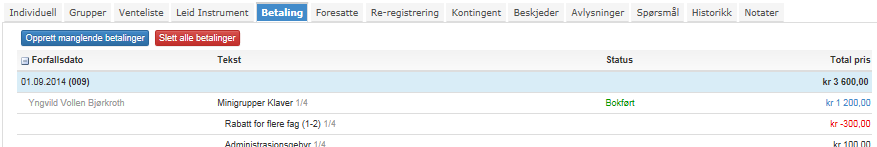 Individuell Grupper Venteliste Leid Instrument Betaling Foresatte Re-registrering Kontingent Beskjeder Avlysninger Spørsmål Historikk Notater
Opprett manglende betalinger Slett alle betalinger
Forfallsdato Tekst Status Total pris
01.09.2014 (009) kr 3 600,00
Yngvild Vollen Bjørkroth Minigrupper Klaver 1/4 Bokført kr 1 200,00
Rabatt for flere fag (1-2) 1/4 kr -300,00
Administrasjonsgebyr 1/4 kr 100,00